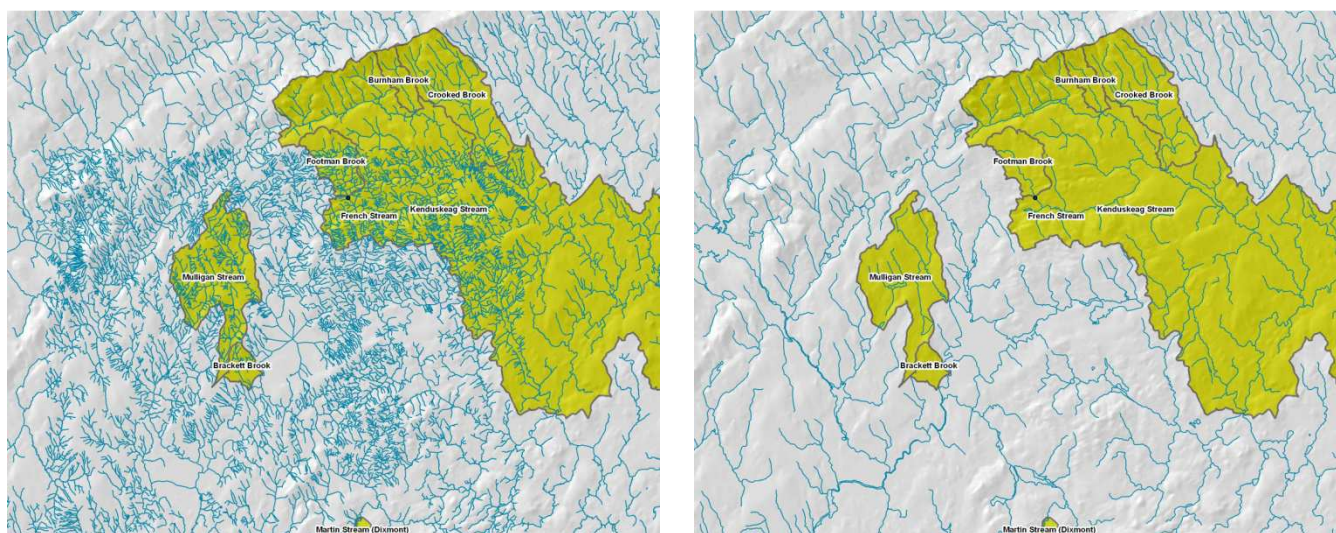 Burnham Brook
Crooked Brook
Footman Brook
French Stream
Kenduskeag Stream
Mulligan Stream
Brackett Brook
Martin Stream (Dixmont)
Burnham Brook
Crooked Brook
Footman Brook
French Stream
Kenduskeag Stream
Mulligan Stream
Brackett Brook
Martin Stream (Dixmont)